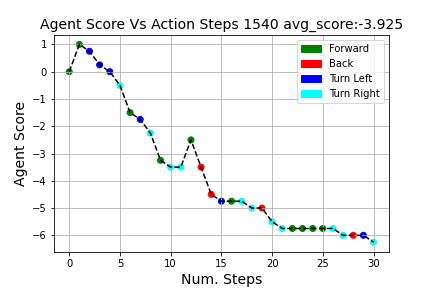 Agent Score Vs Action Steps 1540 avg_score:-3.925
Forward
Back
Turn Left
Turn Right
1
0
−1
−2
−3
−4
−5
−6
Agent Score
0 5 10 15 20 25 30
Num. Steps